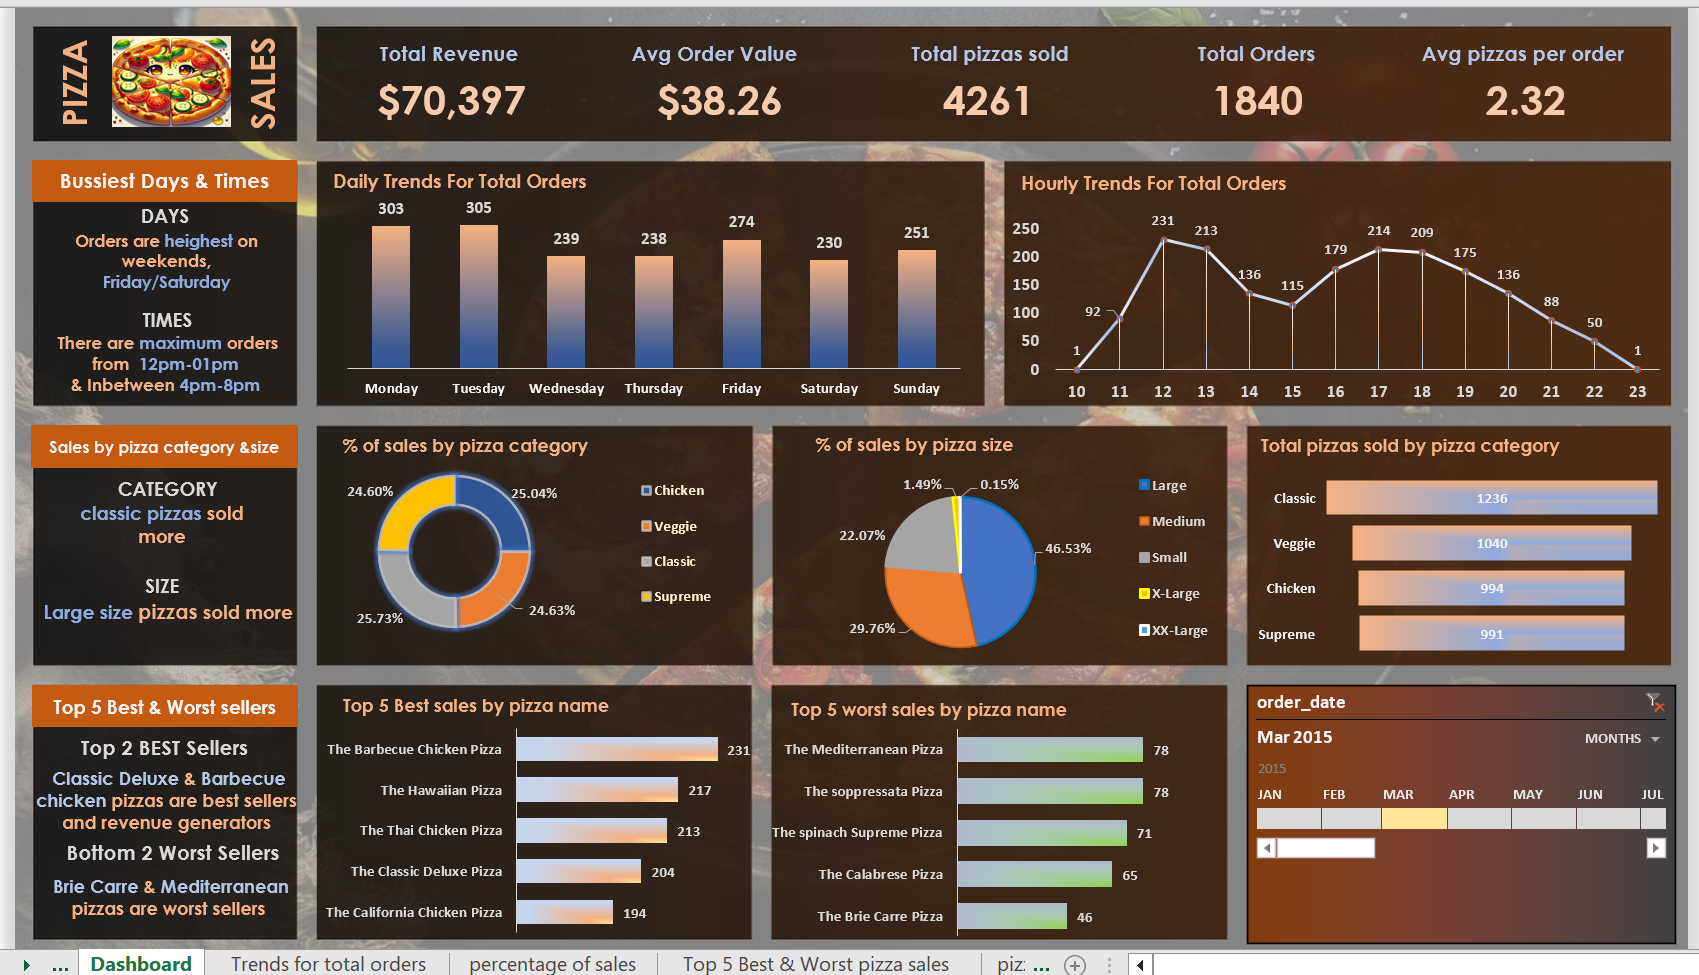 PIZZA
SALES
Total Revenue
$70,397
Avg Order Value
$38.26
Total pizzas sold
4261
Total Orders
1840
Avg pizzas per order
2.32
Bussiest Days & Times
DAYS
Orders are heighest on
weekends,
Friday/Saturday
TIMES
There are maximum orders
from 12pm-01pm
& Inbetween 4pm-8pm
Daily Trends For Total Orders
303
305
239
238
274
230
251
Monday
Tuesday
Wednesday
Thursday
Friday
Saturday
Sunday
Hourly Trends For Total Orders
250
200
150
100
50
0
1
92
231
213
136
115
179
214
209
175
136
88
50
1
10
11
12
13
14
15
16
17
18
19
20
21
22
23
Sales by pizza category &size
CATEGORY
classic pizzas sold
more
SIZE
Large size pizzas sold more
% of sales by pizza category
24.60%
25.04%
25.73%
24.63%
Chicken
Veggie
Classic
Supreme
% of sales by pizza size
1.49%
0.15%
22.07%
46.53%
29.76%
Large
Medium
Small
X-Large
XX-Large
Total pizzas sold by pizza category
Classic
1236
Veggie
1040
Chicken
994
Supreme
991
Top 5 Best & Worst sellers
Top 2 BEST Sellers
Classic Deluxe & Barbecue
chicken pizzas are best sellers
and revenue generators
Bottom 2 Worst Sellers
Brie Carre & Mediterranean
pizzas are worst sellers
Top 5 Best sales by pizza name
The Barbecue Chicken Pizza
231
The Hawaiian Pizza
217
The Thai Chicken Pizza
213
The Classic Deluxe Pizza
204
The California Chicken Pizza
194
Top 5 worst sales by pizza name
The Mediterranean Pizza
78
The soppressata Pizza
78
The spinach Supreme Pizza
71
The Calabrese Pizza
65
The Brie Carre Pizza
46
order_date
Mar 2015
MONTHS
2015
JAN
FEB
MAR
APR
MAY
JUN
JUL
...
Dashboard
Trends for total orders
percentage of sales
Top 5 Best & Worst pizza sales
piz
...